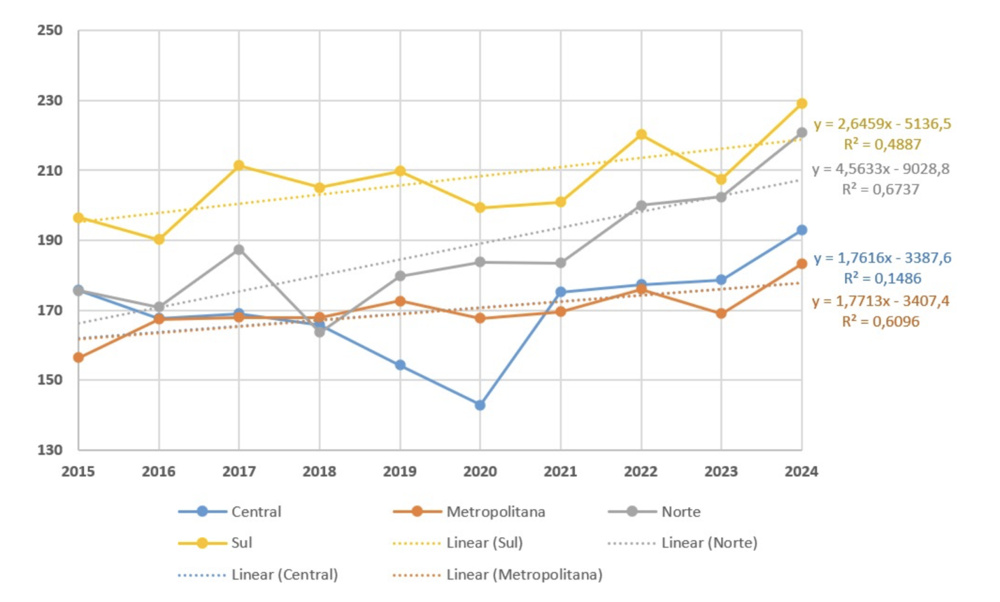 250
230
210
190
170
150
130
2015 2016 2017 2018 2019 2020 2021 2022 2023 2024
y = 2,6459x - 5136,5
R² = 0,4887
y = 4,5633x - 9028,8
R² = 0,6737
y = 1,7616x - 3387,6
R² = 0,1486
y = 1,7713x - 3407,4
R² = 0,6096
Central Metropolitana Norte
Sul Linear (Sul) Linear (Norte)
Linear (Central) Linear (Metropolitana)